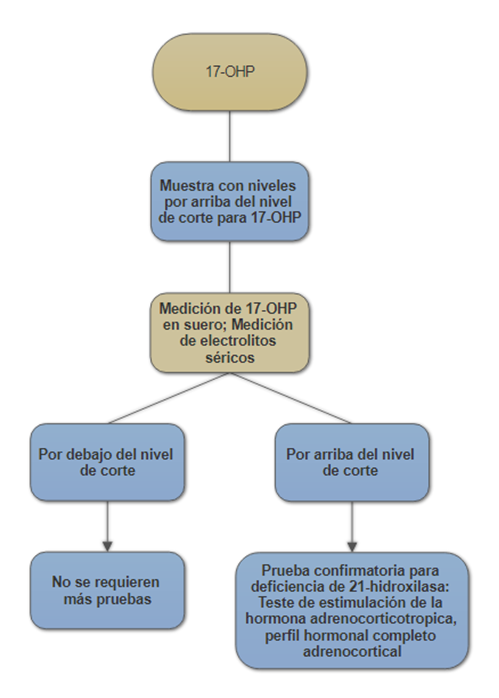 17-OHP
Muestra con niveles
por arriba del nivel
de corte para 17-OHP
Medición de 17-OHP
en suero; Medición
de electrolitos
séricos
Por debajo del nivel
de corte
Por arriba del nivel
de corte
No se requieren
más pruebas
Prueba confirmatoria para
deficiencia de 21-hidroxilasa:
Teste de estimulación de la
hormona adrenocorticotropica,
perfil hormonal completo
adrenocortical